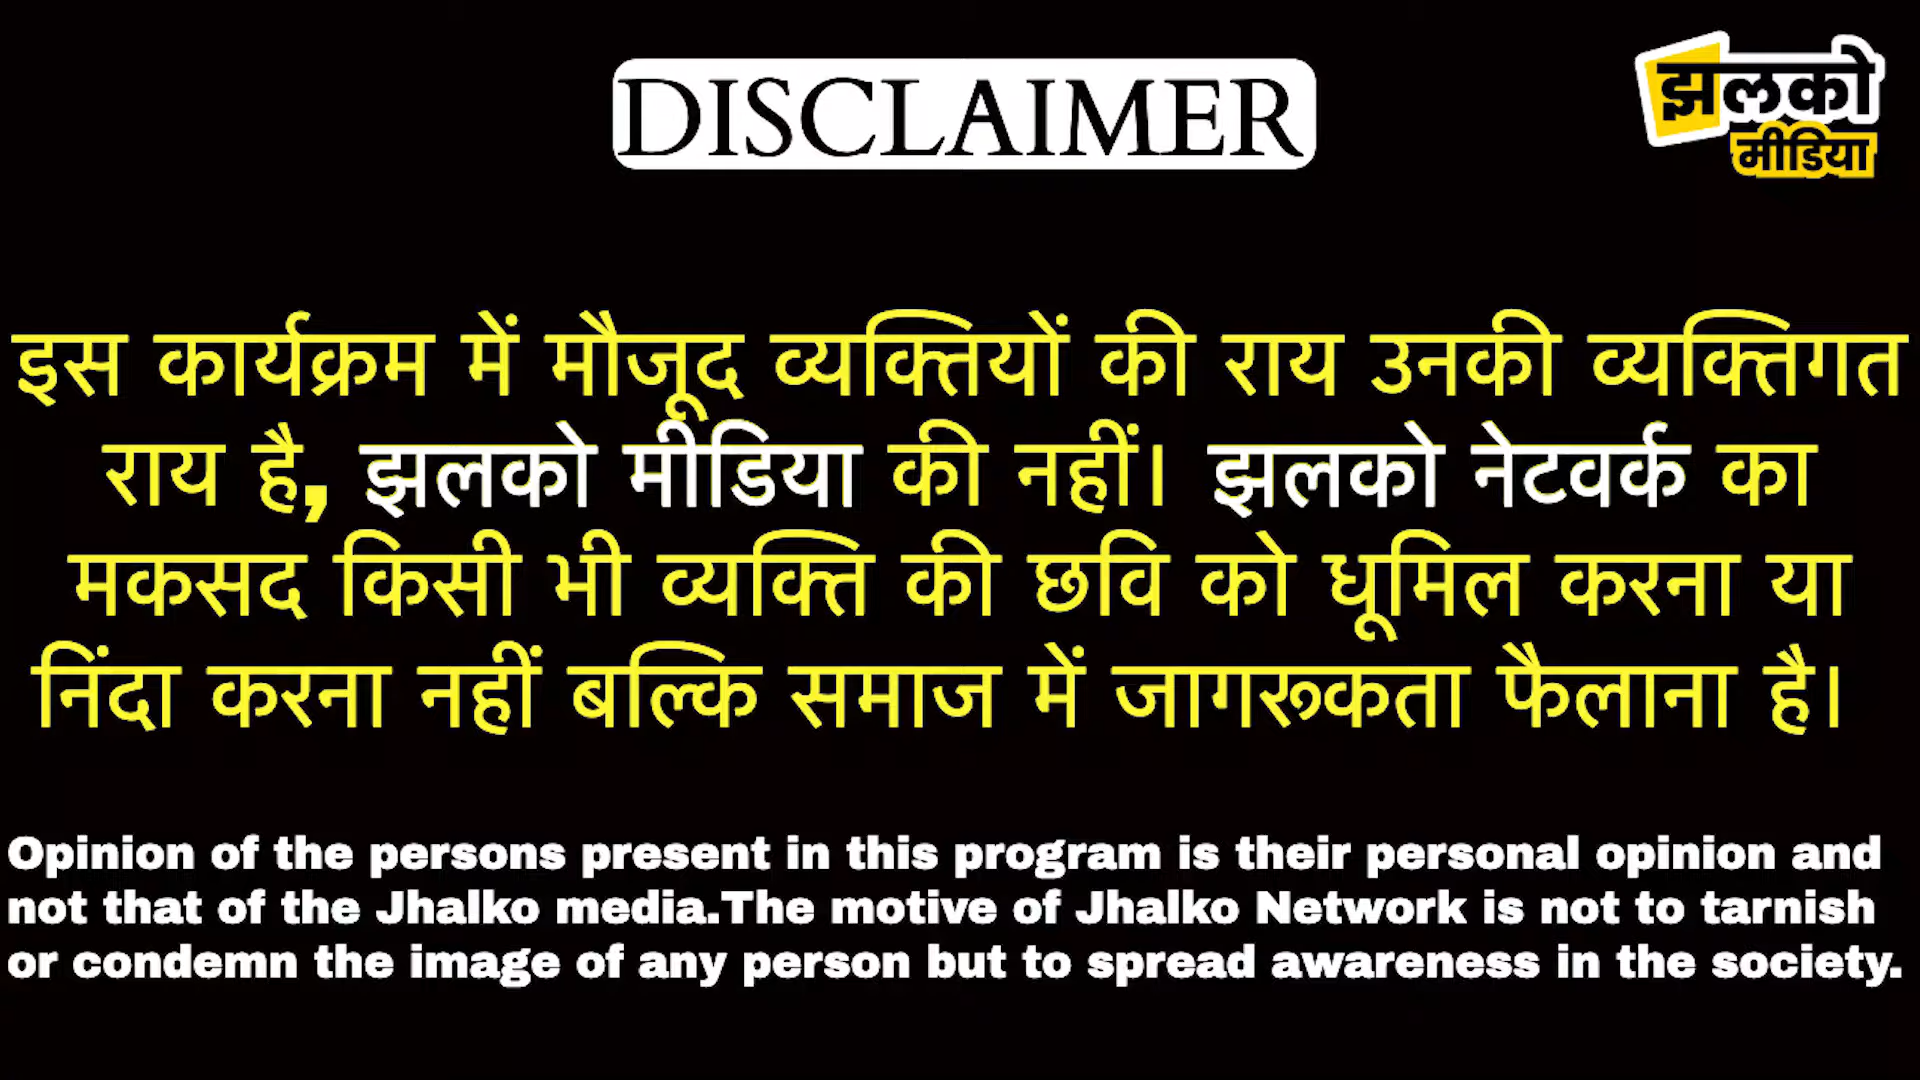 DISCLAIMER
झलको
मीडिया
इस कार्यक्रम में मौजूद व्यक्तियों की राय उनकी व्यक्तिगत
राय है, झलको मीडिया की नहीं। झलको नेटवर्क का
मकसद किसी भी व्यक्ति की छवि को धूमिल करना या
निंदा करना नहीं बल्कि समाज में जागरूकता फैलाना है।
Opinion of the persons present in this program is their personal opinion and
not that of the Jhalko media.The motive of Jhalko Network is not to tarnish
or condemn the image of any person but to spread awareness in the society.